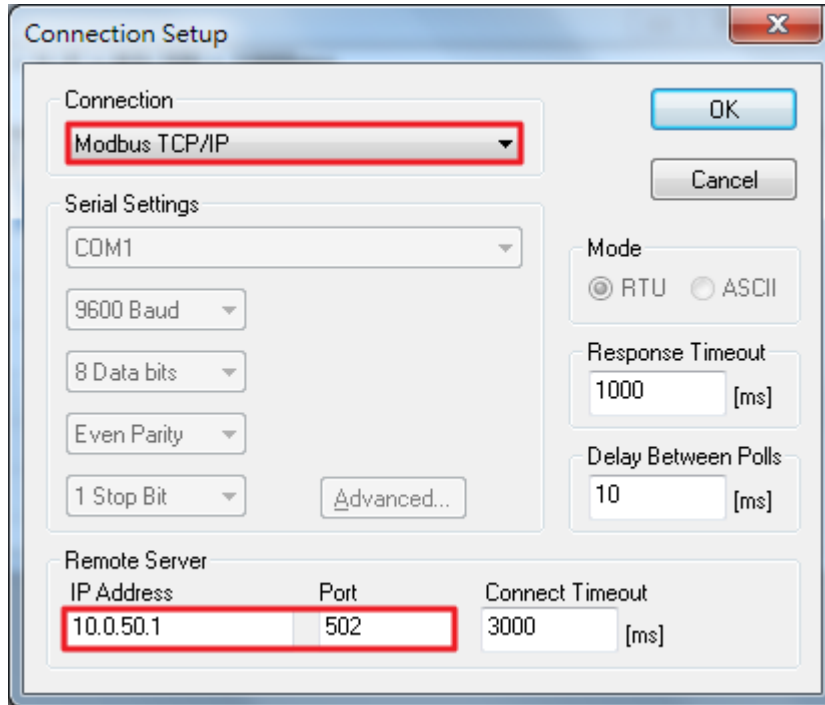 Connection Setup
Connection
Modbus TCP/IP
OK
Cancel
Serial Settings
COM1
Mode
RTU ASCII
9600 Baud
8 Data bits
Response Timeout
1000 [ms]
Even Parity
Delay Between Polls
1 Stop Bit Advanced... 10 [ms]
Remote Server
IP Address Port Connect Timeout
10.0.50.1 502 3000 [ms]